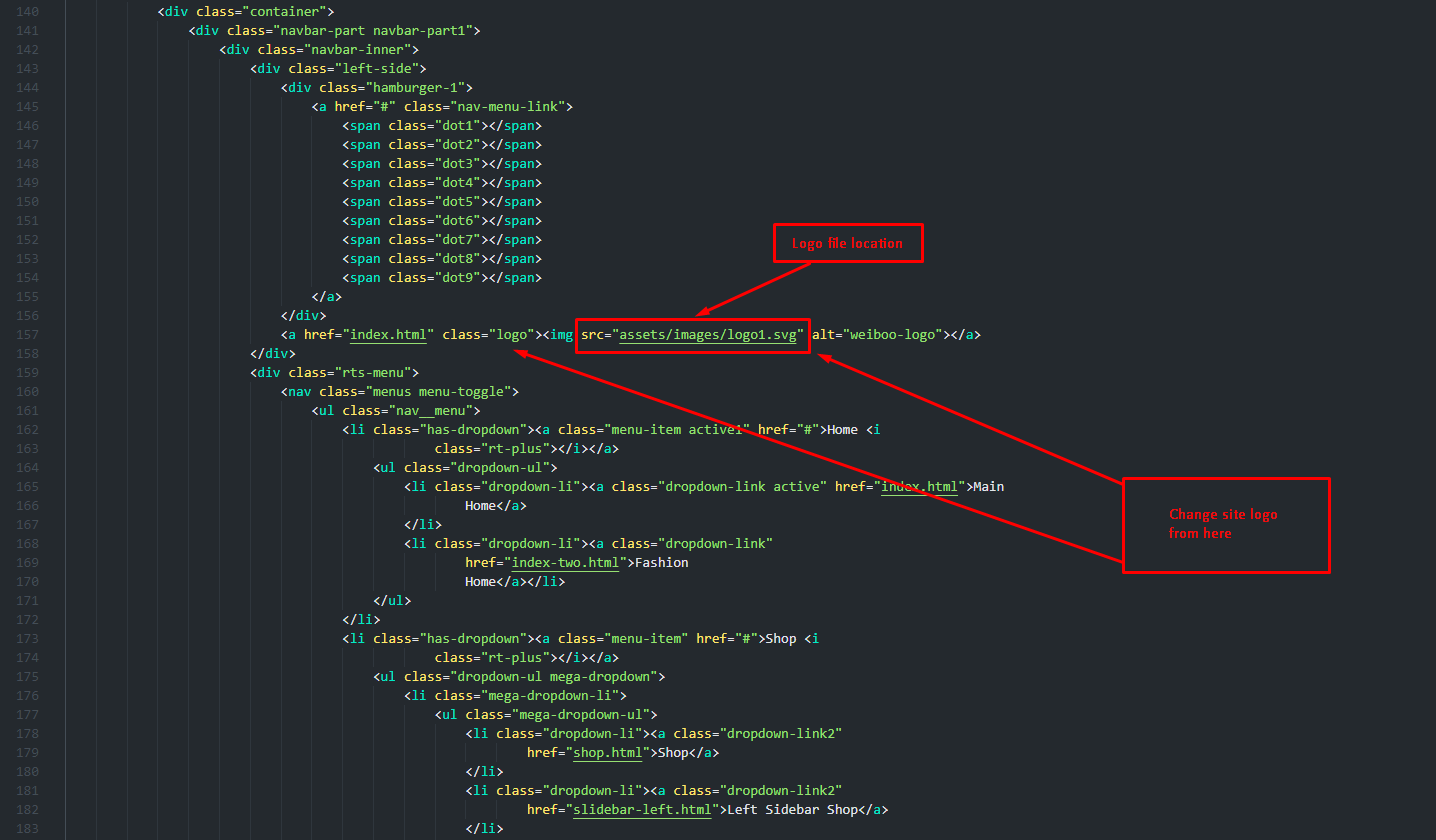 140 <div class="container">
141 <div class="navbar-part navbar-part1">
142 <div class="navbar-inner">
143 <div class="left-side">
144 <div class="hamburger-1">
145 <a href="#" class="nav-menu-link">
146 <span class="dot1"></span>
147 <span class="dot2"></span>
148 <span class="dot3"></span>
149 <span class="dot4"></span>
150 <span class="dot5"></span>
151 <span class="dot6"></span>
152 <span class="dot7"></span>
153 <span class="dot8"></span>
154 <span class="dot9"></span>
155 </a>
156 </div>
157 <a href="index.html" class="logo"><img src="assets/images/logo1.svg" alt="weiboo-logo"></a>
158 </div>
159 <div class="rts-menu">
160 <nav class="menus menu-toggle">
161 <ul class="nav__menu">
162 <li class="has-dropdown"><a class="menu-item active1" href="#">Home <i
163 class="rt-plus"></i></a>
164 <ul class="dropdown-ul">
165 <li class="dropdown-li"><a class="dropdown-link active" href="index.html">Main
166 Home</a>
167 </li>
168 <li class="dropdown-li"><a class="dropdown-link"
169 href="index-two.html">Fashion
170 Home</a></li>
171 </ul>
172 </li>
173 <li class="has-dropdown"><a class="menu-item" href="#">Shop <i
174 class="rt-plus"></i></a>
175 <ul class="dropdown-ul mega-dropdown">
176 <li class="mega-dropdown-li">
177 <ul class="mega-dropdown-ul">
178 <li class="dropdown-li"><a class="dropdown-link2"
179 href="shop.html">Shop</a>
180 </li>
181 <li class="dropdown-li"><a class="dropdown-link2"
182 href="slidebar-left.html">Left Sidebar Shop</a>
183 </li>
Logo file location
Change site logo
from here